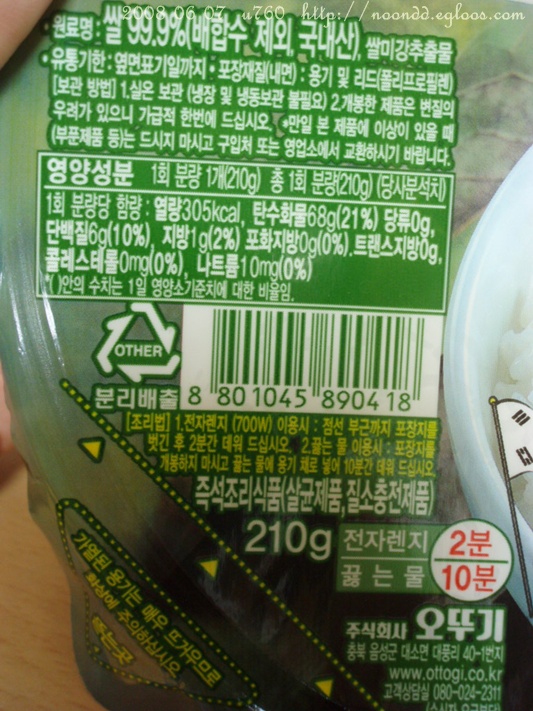 2008.06.07 u760 http://noondd.egloos.com
·원료명 : 쌀 99.9%(배합수 제외, 국내산), 쌀미강추출물
·유통기한 : 옆면표기일까지 · 포장재질(내면) : 용기 및 리드(폴리프로필렌)
[보관 방법] 1.실온 보관 (냉장 및 냉동보관 불필요) 2.개봉한 제품은 변질의
우려가 있으니 가급적 한번에 드십시오. *만일 본 제품에 이상이 있을 때
(부푼제품 등)는 드시지 마시고 구입처 또는 영업소에서 교환하시기 바랍니다.
영양성분 1회 분량 1개(210g) 총 1회 분량(210g) (당사분석치)
1회 분량당 함량 : 열량305kcal, 탄수화물68g(21%) 당류0g,
단백질6g(10%), 지방1g(2%) 포화지방0g(0%),트랜스지방0g,
콜레스테롤0mg(0%), 나트륨10mg(0%)
*( )안의 수치는 1일 영양소기준치에 대한 비율임.
OTHER
분리배출
8 801045 890418
[조리법] 1.전자렌지 (700W) 이용시 : 점선 부근까지 포장지를
벗긴 후 2분간 데워 드십시오. 2.끓는 물 이용시 : 포장지를
개봉하지 마시고 끓는 물에 용기 채로 넣어 10분간 데워 드십시오
즉석조리식품(살균제품,질소충전제품)
210g
전자렌지 2분
끓는 물 10분
가열된 용기는 매우 뜨거우므로
화상에 주의하십시오.
뜯는곳
주식회사 오뚜기
충북 음성군 대소면 대풍리 40-1번지
www.ottogi.co.kr
고객상담실 080-024-2311